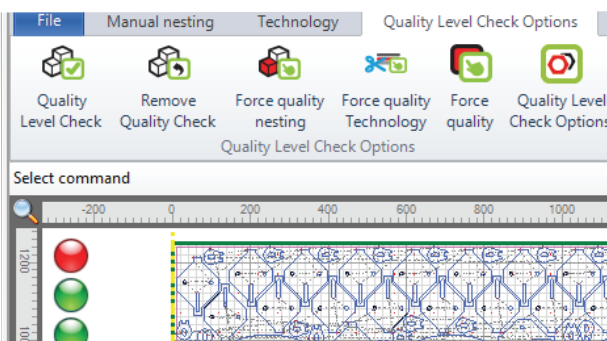 File Manual nesting Technology Quality Level Check Options
Quality Level Check Remove Quality Check Force quality nesting Force quality Technology Force quality Quality Level Check Options
Quality Level Check Options
Select command
-200 0 200 400 600 800 1000
1200